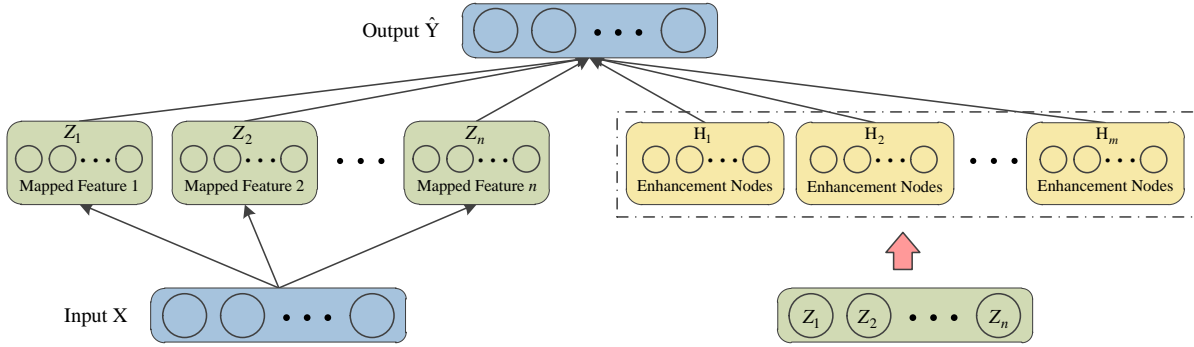 Output Ŷ
Z₁
Z₂
Zₙ
H₁
H₂
Hₘ
Mapped Feature 1
Mapped Feature 2
Mapped Feature n
Enhancement Nodes
Enhancement Nodes
Enhancement Nodes
Input X
Z₁
Z₂
Zₙ